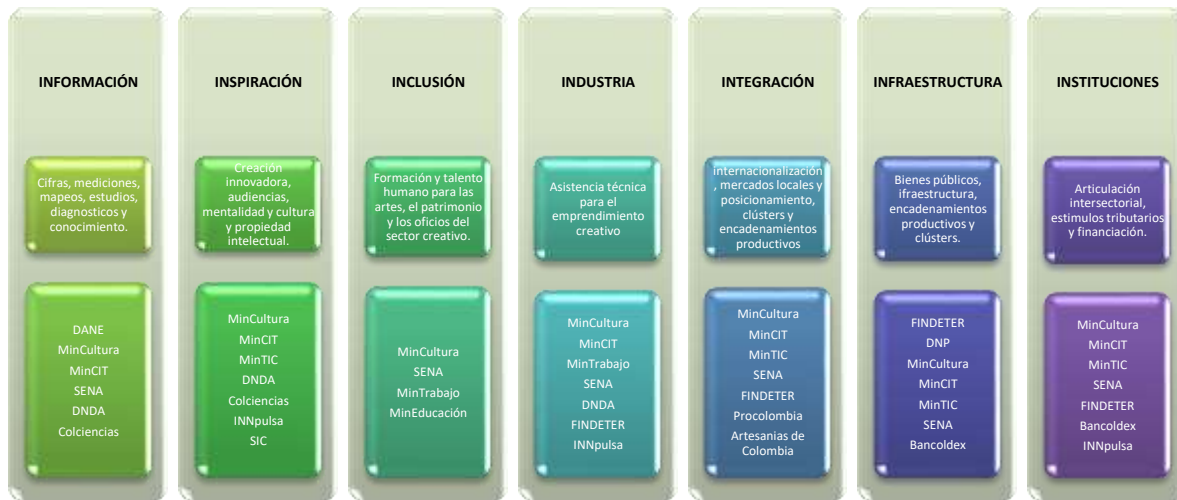 INFORMACIÓN
Cifras, mediciones,
mapeos, estudios,
diagnosticos y
conocimiento.
DANE
MinCultura
MinCIT
SENA
DNDA
Colciencias
INSPIRACIÓN
Creación
innovadora,
audiencias,
mentalidad y cultura
y propiedad
intelectual.
MinCultura
MinCIT
MinTIC
DNDA
Colciencias
INNpulsa
SIC
INCLUSIÓN
Formación y talento
humano para las
artes, el patrimonio
y los oficios del
sector creativo.
MinCultura
SENA
MinTrabajo
MinEducación
INDUSTRIA
Asistencia técnica
para el
emprendimiento
creativo
MinCultura
MinCIT
MinTrabajo
SENA
DNDA
FINDETER
INNpulsa
INTEGRACIÓN
internacionalización
, mercados locales y
posicionamiento,
clústers y
encadenamientos
productivos
MinCultura
MinCIT
MinTIC
SENA
FINDETER
Procolombia
Artesanias de
Colombia
INFRAESTRUCTURA
Bienes públicos,
ifraestructura,
encadenamientos
productivos y
clústers.
FINDETER
DNP
MinCultura
MinCIT
MinTIC
SENA
Bancoldex
INSTITUCIONES
Articulación
intersectorial,
estimulos tributarios
y financiación.
MinCultura
MinCIT
MinTIC
SENA
FINDETER
Bancoldex
INNpulsa